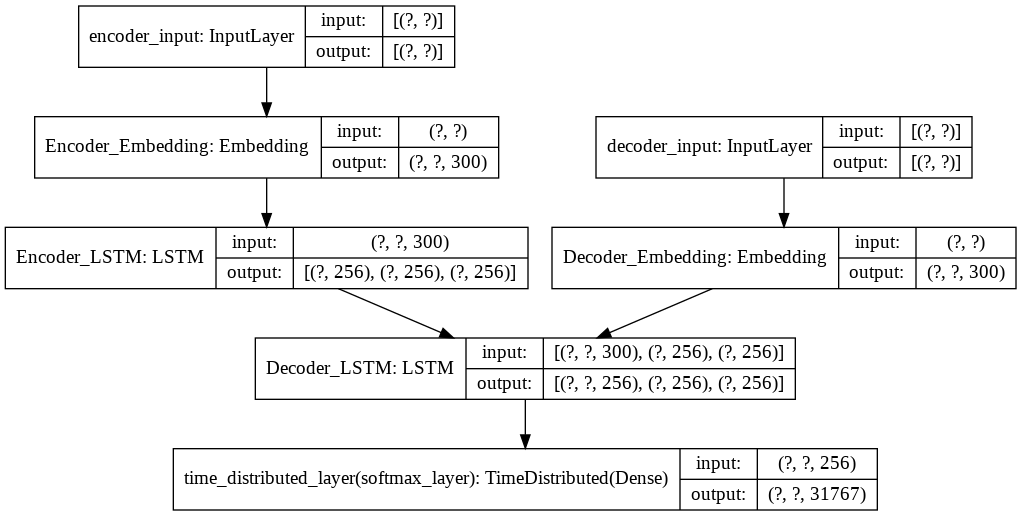 encoder_input: InputLayer
input:
[(?, ?)]
output:
[(?, ?)]
Encoder_Embedding: Embedding
input:
(?, ?)
output:
(?, ?, 300)
decoder_input: InputLayer
input:
[(?, ?)]
output:
[(?, ?)]
Encoder_LSTM: LSTM
input:
(?, ?, 300)
output:
[(?, 256), (?, 256), (?, 256)]
Decoder_Embedding: Embedding
input:
(?, ?)
output:
(?, ?, 300)
Decoder_LSTM: LSTM
input:
[(?, ?, 300), (?, 256), (?, 256)]
output:
[(?, ?, 256), (?, 256), (?, 256)]
time_distributed_layer(softmax_layer): TimeDistributed(Dense)
input:
(?, ?, 256)
output:
(?, ?, 31767)